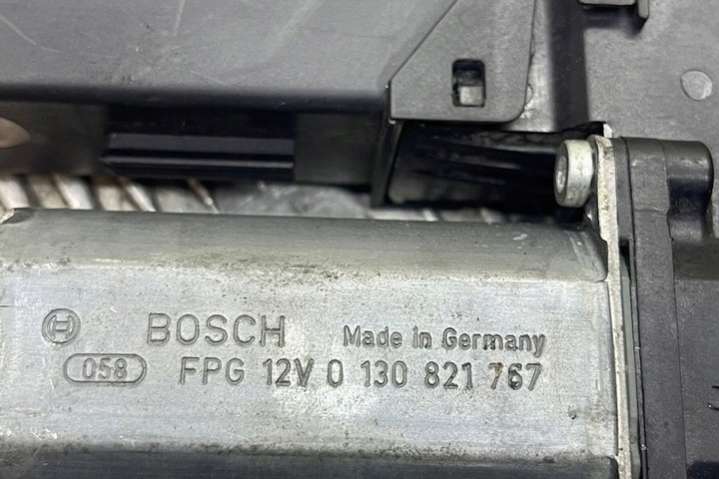 BOSCH Made in Germany
058 FPG 12V 0 130 821 767